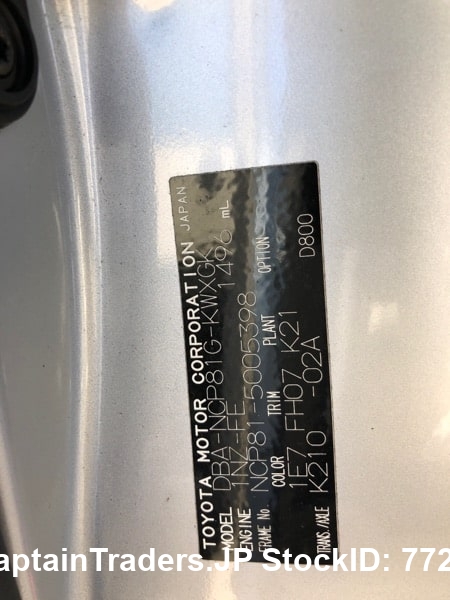 TOYOTA MOTOR CORPORATION JAPAN
MODEL DBA-NCP81G-KWXGK
ENGINE 1NZ-FE 1496 mL
FRAME No. NCP81-5005398
COLOR TRIM PLANT OPTION
1E7 FH07 K21
TRANS./AXLE K210 -02A D800
aptainTraders.JP StockID: 772